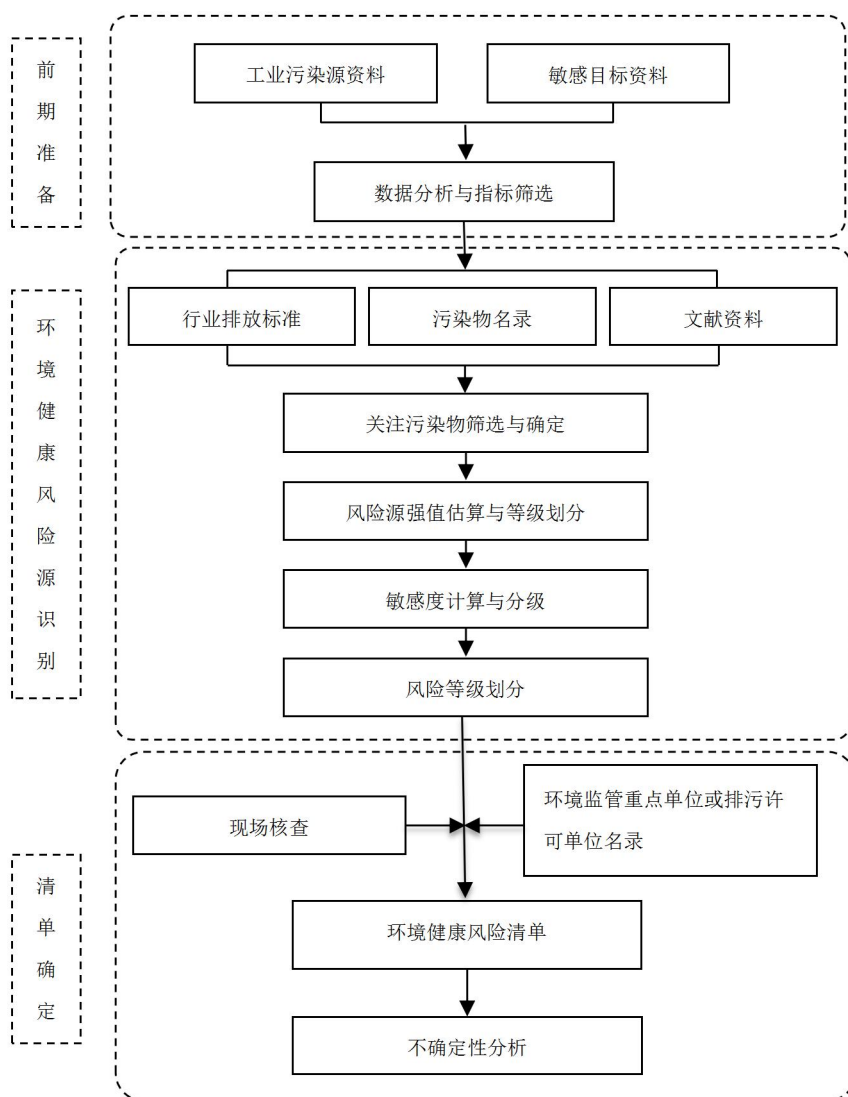 前期准备
工业污染源资料
敏感目标资料
数据分析与指标筛选
环境健康风险源识别
行业排放标准
污染物名录
文献资料
关注污染物筛选与确定
风险源强值估算与等级划分
敏感度计算与分级
风险等级划分
清单确定
现场核查
环境监管重点单位或排污许
可单位名录
环境健康风险清单
不确定性分析